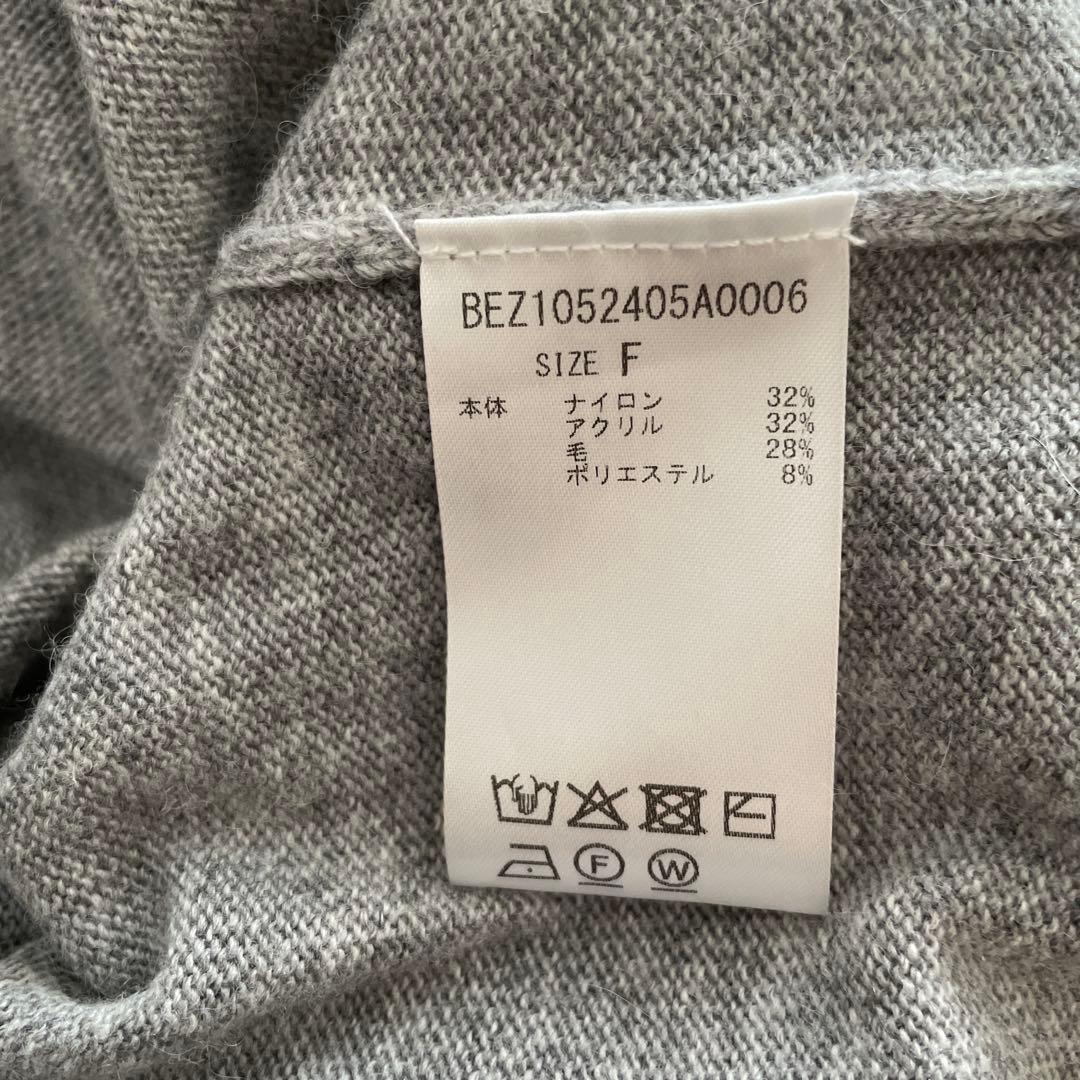 BEZ1052405A0006
SIZE F
本体 ナイロン 32%
アクリル 32%
毛 28%
ポリエステル 8%
F W